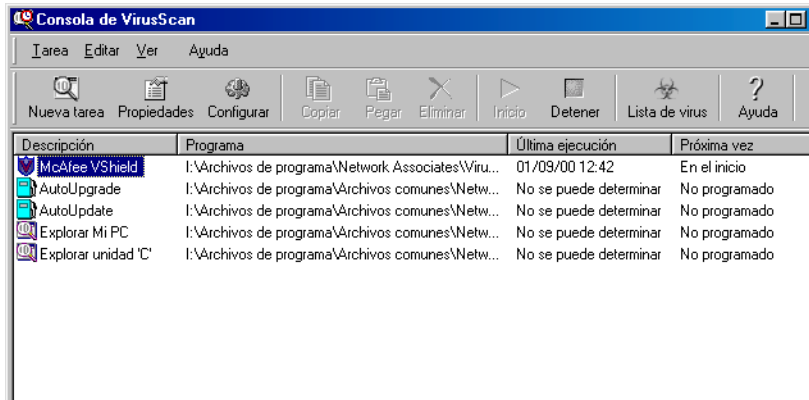 Consola de VirusScan
Tarea Editar Ver Ayuda
Nueva tarea Propiedades Configurar Copiar Pegar Eliminar Inicio Detener Lista de virus Ayuda
Descripción Programa Última ejecución Próxima vez
McAfee VShield I:\Archivos de programa\Network Associates\Viru... 01/09/00 12:42 En el inicio
AutoUpgrade I:\Archivos de programa\Archivos comunes\Netw... No se puede determinar No programado
AutoUpdate I:\Archivos de programa\Archivos comunes\Netw... No se puede determinar No programado
Explorar Mi PC I:\Archivos de programa\Archivos comunes\Netw... No se puede determinar No programado
Explorar unidad 'C' I:\Archivos de programa\Archivos comunes\Netw... No se puede determinar No programado